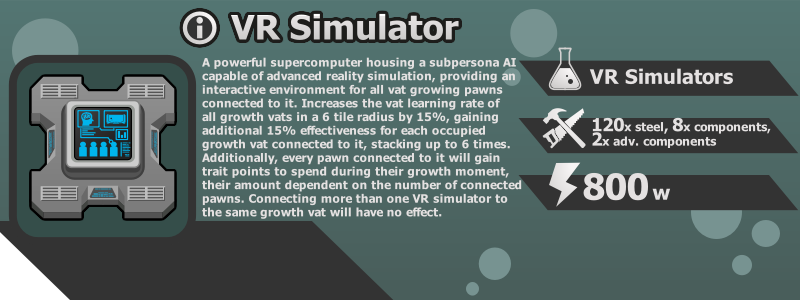 i VR Simulator
A powerful supercomputer housing a subpersona AI
capable of advanced reality simulation, providing an
interactive environment for all vat growing pawns
connected to it. Increases the vat learning rate of
all growth vats in a 6 tile radius by 15%, gaining
additional 15% effectiveness for each occupied
growth vat connected to it, stacking up to 6 times.
Additionally, every pawn connected to it will gain
trait points to spend during their growth moment,
their amount dependent on the number of connected
pawns. Connecting more than one VR simulator to
the same growth vat will have no effect.
VR Simulators
120x steel, 8x components,
2x adv. components
800 w